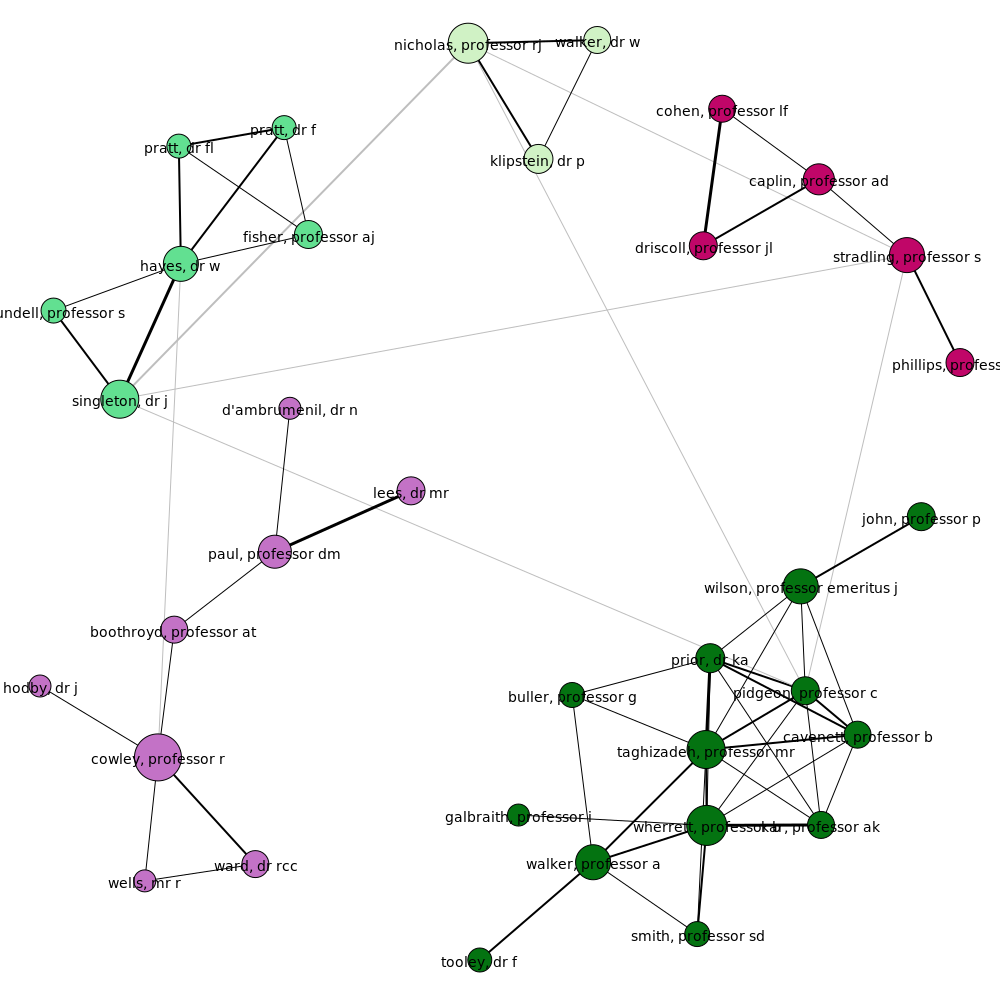 nicholas, professor rj
walker, dr w
cohen, professor lf
pratt, dr f
pratt, dr fl
klipstein, dr p
caplin, professor ad
fisher, professor aj
driscoll, professor jl
stradling, professor s
hayes, dr w
undell, professor s
phillips, profess
singleton, dr j
d'ambrumenil, dr n
lees, dr mr
john, professor p
paul, professor dm
wilson, professor emeritus j
boothroyd, professor at
prior, dr ka
hodby, dr j
buller, professor g
pidgeon, professor c
cavenett, professor b
taghizadeh, professor mr
cowley, professor r
galbraith, professor i
wherrett, professor
professor ak
walker, professor a
ward, dr rcc
wells, mr r
smith, professor sd
tooley, dr f